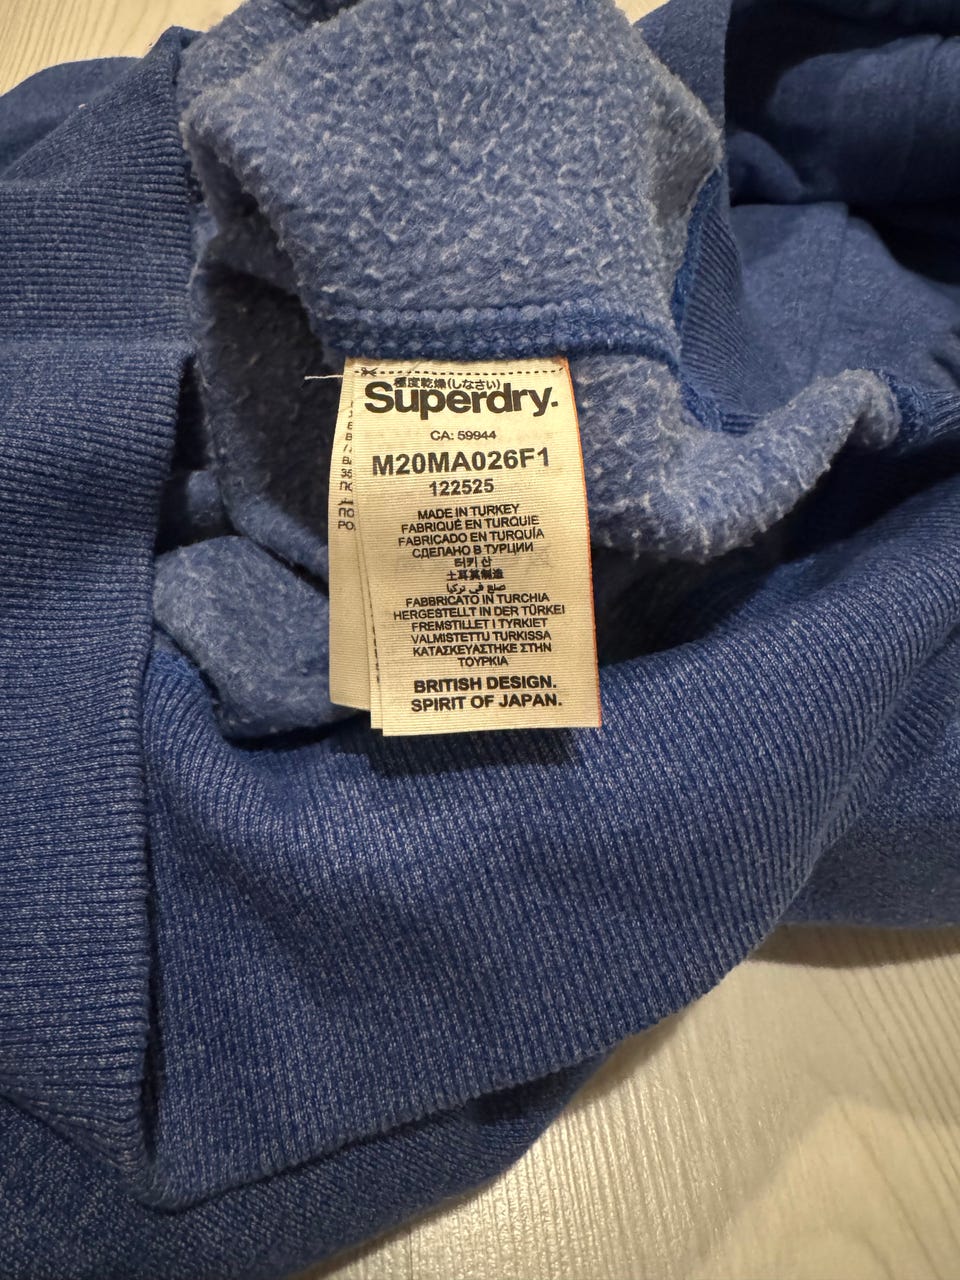 極度乾燥(しなさい)
Superdry.
CA: 59944
M20MA026F1
122525
MADE IN TURKEY
FABRIQUÉ EN TURQUIE
FABRICADO EN TURQUÍA
СДЕЛАНО В ТУРЦИИ
터키 산
土耳其制造
صنع في تركيا
FABBRICATO IN TURCHIA
HERGESTELLT IN DER TÜRKEI
FREMSTILLET I TYRKIET
VALMISTETTU TURKISSA
ΚΑΤΑΣΚΕΥΑΣΤΗΚΕ ΣΤΗΝ
ΤΟΥΡΚΙΑ
BRITISH DESIGN.
SPIRIT OF JAPAN.